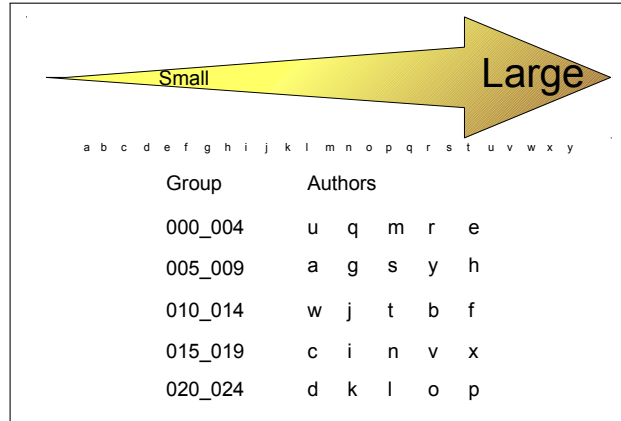 Small
Large
a b c d e f g h i j k l m n o p q r s t u v w x y
Group Authors
000_004 u q m r e
005_009 a g s y h
010_014 w j t b f
015_019 c i n v x
020_024 d k l o p